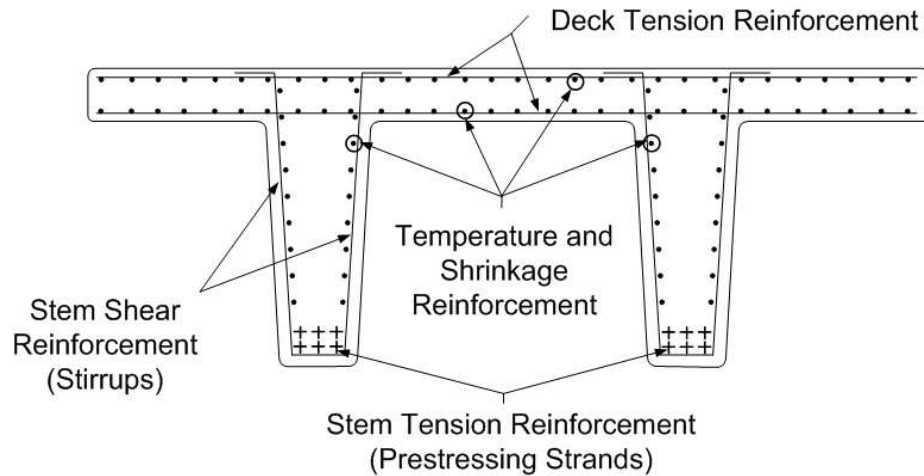 Deck Tension Reinforcement
Temperature and
Shrinkage
Reinforcement
Stem Shear
Reinforcement
(Stirrups)
Stem Tension Reinforcement
(Prestressing Strands)